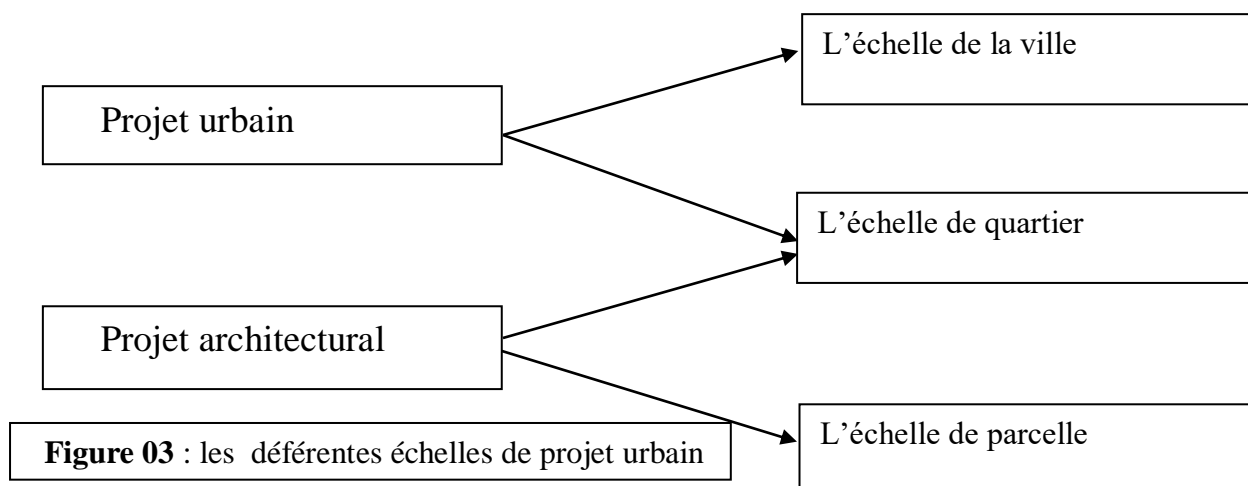 L’échelle de la ville
Projet urbain
L’échelle de quartier
Projet architectural
L’échelle de parcelle
Figure 03 : les déférentes échelles de projet urbain